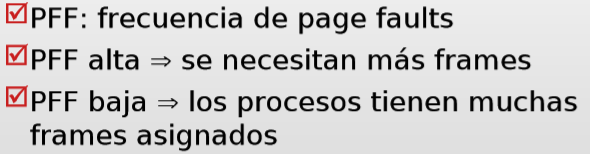 PFF: frecuencia de page faults
PFF alta ⇒ se necesitan más frames
PFF baja ⇒ los procesos tienen muchas
frames asignados